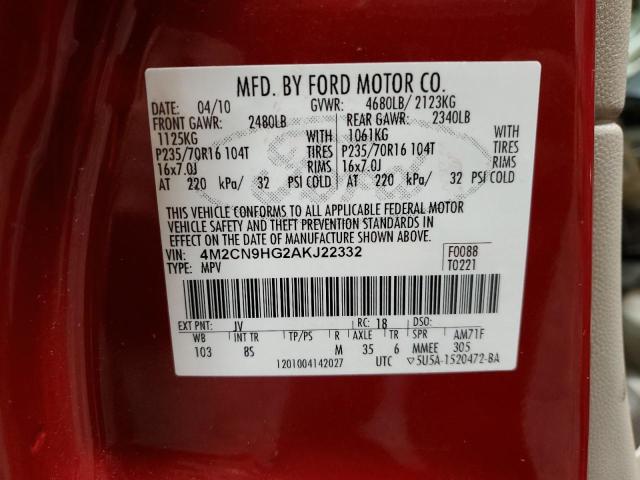 MFD. BY FORD MOTOR CO.
DATE: 04/10 GVWR: 4680LB/ 2123KG
FRONT GAWR: 2480LB REAR GAWR: 2340LB
1125KG WITH 1061KG WITH
P235/70R16 104T TIRES P235/70R16 104T TIRES
16x7.0J RIMS 16x7.0J RIMS
AT 220 kPa/ 32 PSI COLD AT 220 kPa/ 32 PSI COLD
THIS VEHICLE CONFORMS TO ALL APPLICABLE FEDERAL MOTOR
VEHICLE SAFETY AND THEFT PREVENTION STANDARDS IN
EFFECT ON THE DATE OF MANUFACTURE SHOWN ABOVE.
VIN: 4M2CN9HG2AKJ22332 F0088
TYPE: MPV T0221
EXT PNT: JV RC: 18 DSO:
WB INT TR TP/PS R AXLE TR SPR AM71F
103 BS M 35 6 MMEE 305
1201004142027 UTC ▽5U5A-1520472-BA